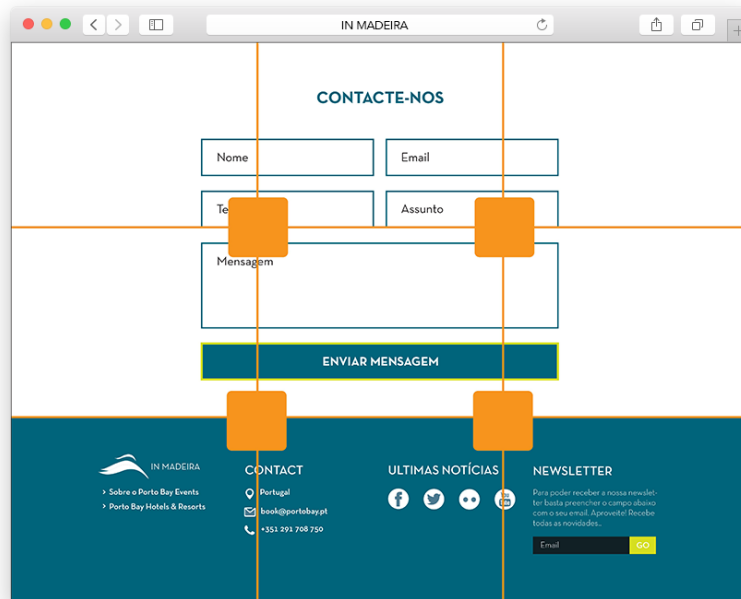 IN MADEIRA
CONTACTE-NOS
Nome
Email
Te
Assunto
Mensagem
ENVIAR MENSAGEM
IN MADEIRA
› Sobre o Porto Bay Events
› Porto Bay Hotels & Resorts
CONTACT
Portugal
book@portobay.pt
+351 291 708 750
ULTIMAS NOTÍCIAS
NEWSLETTER
Para poder receber a nossa newslet-
ter basta preencher o campo abaixo
com o seu email. Aproveite! Recebe
todas as novidades..
Email
GO